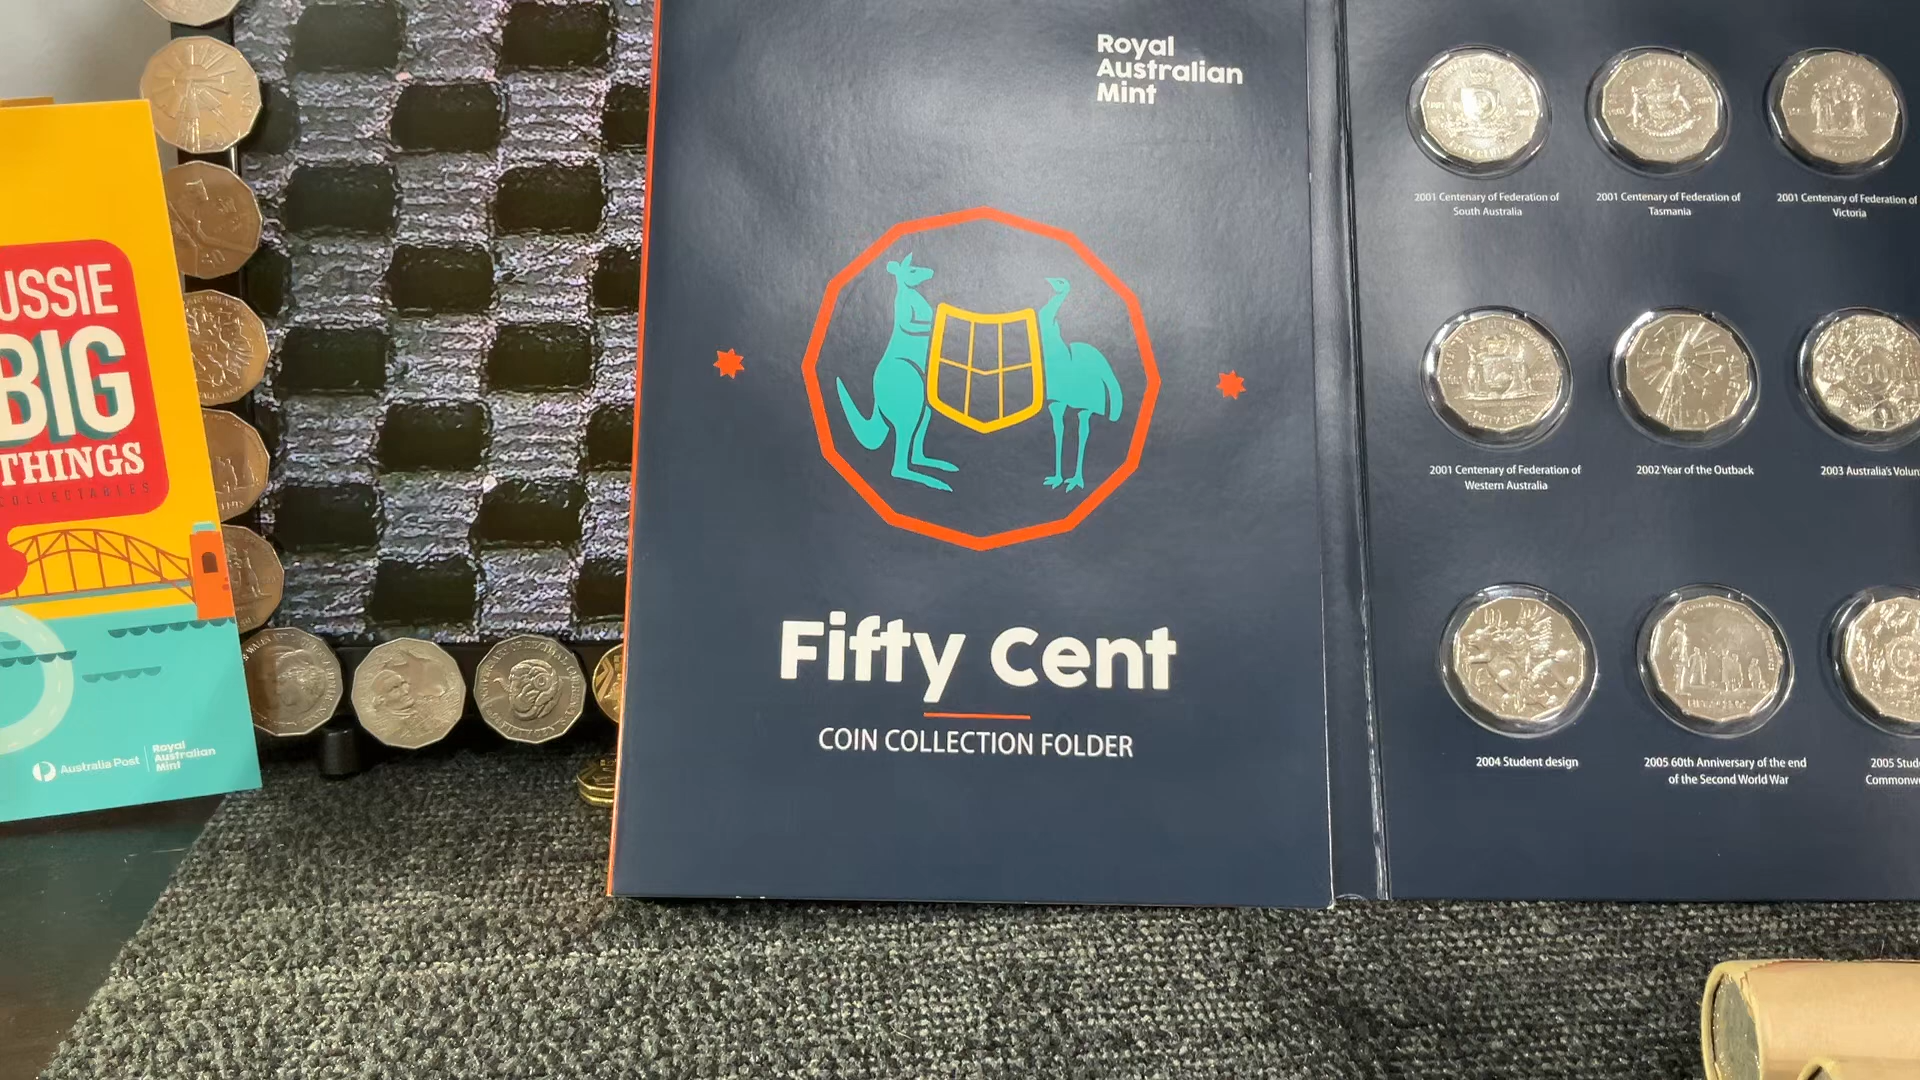 USSIE
BIG
THINGS
COLLECTABLES
Australia Post
Royal
Australian
Mint
Royal
Australian
Mint
Fifty Cent
COIN COLLECTION FOLDER
2001 Centenary of Federation of
South Australia
2001 Centenary of Federation of
Tasmania
2001 Centenary of Federation of
Victoria
2001 Centenary of Federation of
Western Australia
2002 Year of the Outback
2003 Australia's Volun
2004 Student design
2005 60th Anniversary of the end
of the Second World War
2005 Stud
Commonw